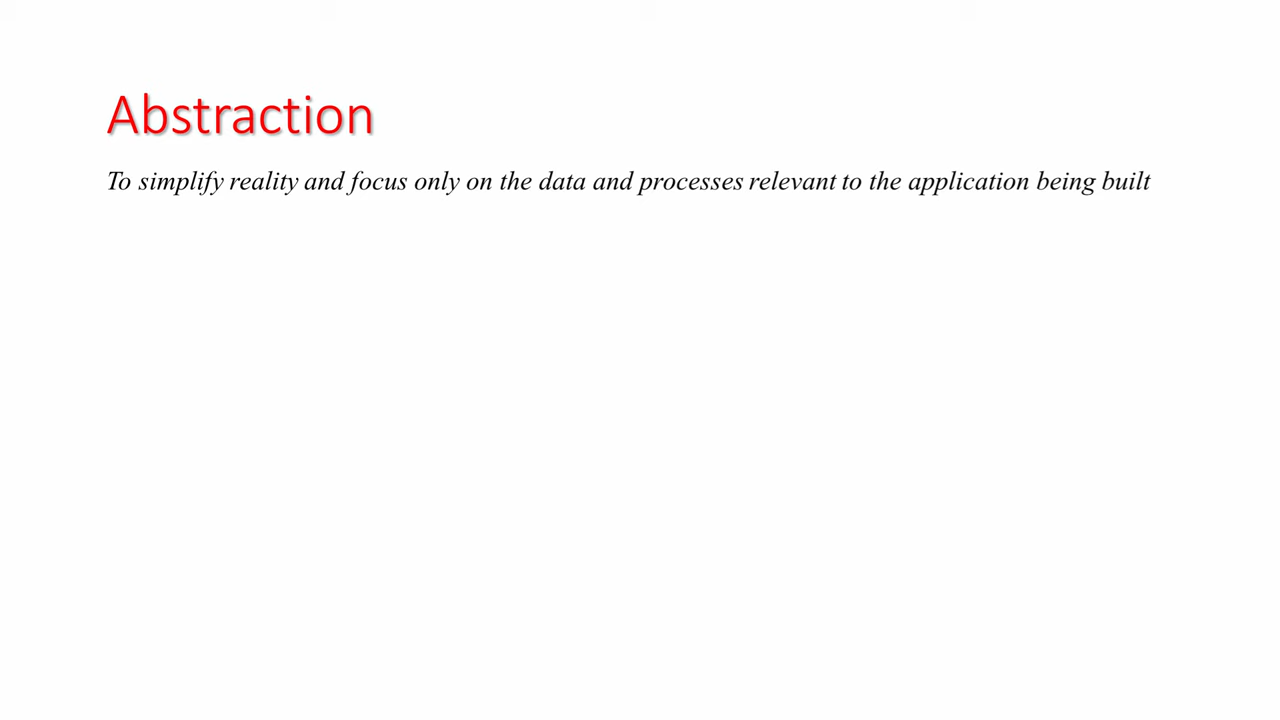 Abstraction
To simplify reality and focus only on the data and processes relevant to the application being built